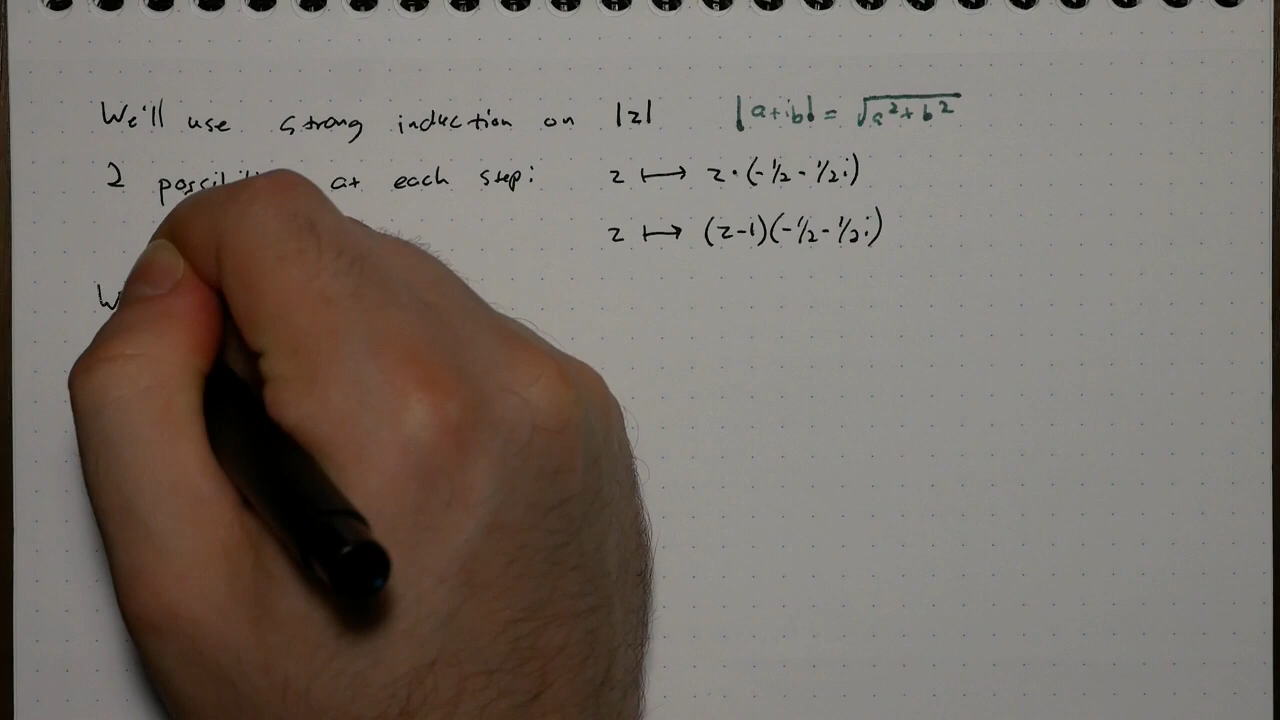 We'll use strong induction on |z| |a+ib| = √a²+b²
2 at each step: z ↦ z·(-1/2 - 1/2i)
z ↦ (z-1)(-1/2 - 1/2i)